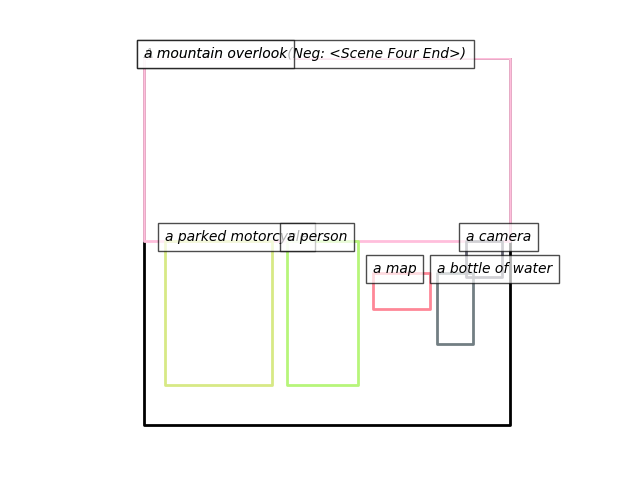 a mountain overlook (Neg: <Scene Four End>)
a parked motorcycle a person a camera
a map a bottle of water